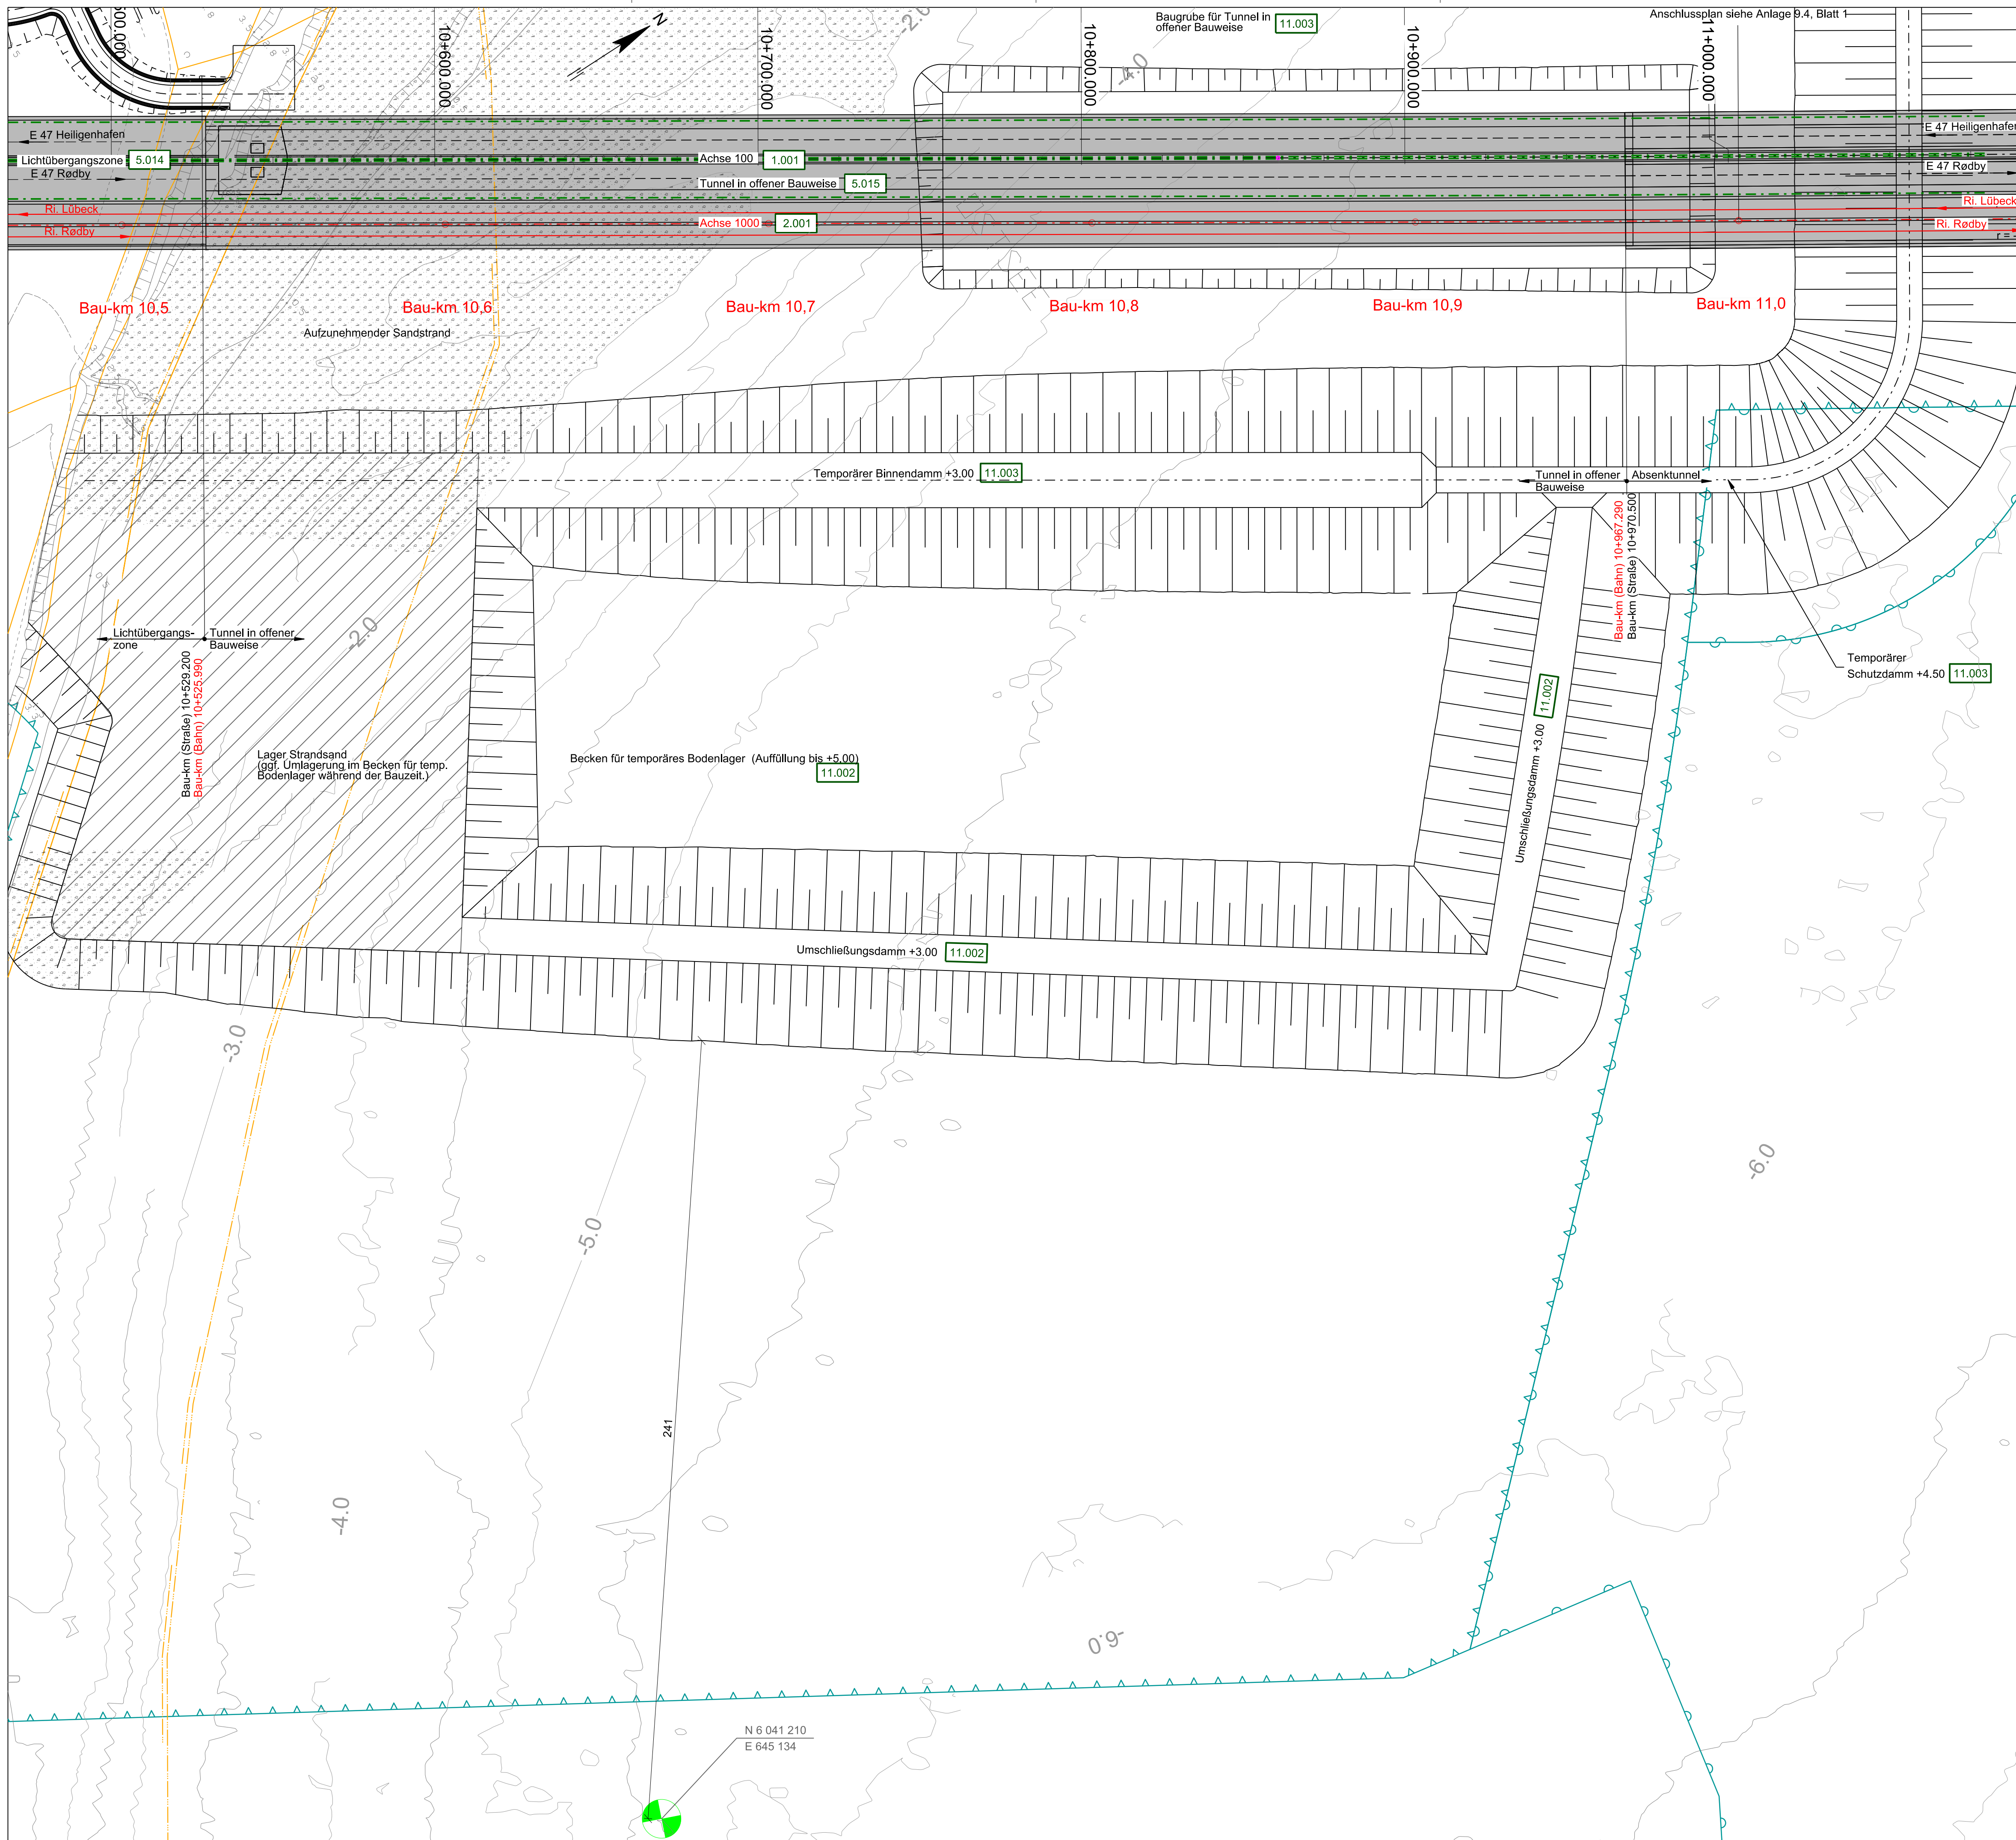 Baugrube für Tunnel in
offener Bauweise
11.003
Anschlussplan siehe Anlage 9.4, Blatt 1
N
-2.0
-4.0
10+600.000
10+700.000
10+800.000
10+900.000
11+000.000
E 47 Heiligenhafen
Lichtübergangszone 5.014
E 47 Rødby
Achse 100 1.001
Tunnel in offener Bauweise 5.015
Ri. Lübeck
Achse 1000 2.001
Ri. Rødby
E 47 Heiligenhafen
E 47 Rødby
Ri. Lübeck
Ri. Rødby
Bau-km 10,5
Bau-km 10,6
Bau-km 10,7
Bau-km 10,8
Bau-km 10,9
Bau-km 11,0
Aufzunehmender Sandstrand
Temporärer Binnendamm +3.00 11.003
Tunnel in offener
Bauweise
Absenktunnel
Bau-km (Bahn) 10+967.290
Bau-km (Straße) 10+970.500
Lichtübergangs-
zone
Tunnel in offener
Bauweise
-2.0
Bau-km (Straße) 10+529.200
Bau-km (Bahn) 10+525.990
Temporärer
Schutzdamm +4.50 11.003
Lager Strandsand
(ggf. Umlagerung im Becken für temp.
Bodenlager während der Bauzeit.)
Becken für temporäres Bodenlager (Auffüllung bis +5,00)
11.002
Umschließungsdamm +3.00 11.002
Umschließungsdamm +3.00 11.002
-3.0
-6.0
-5.0
241
-4.0
-6.0
N 6 041 210
E 645 134